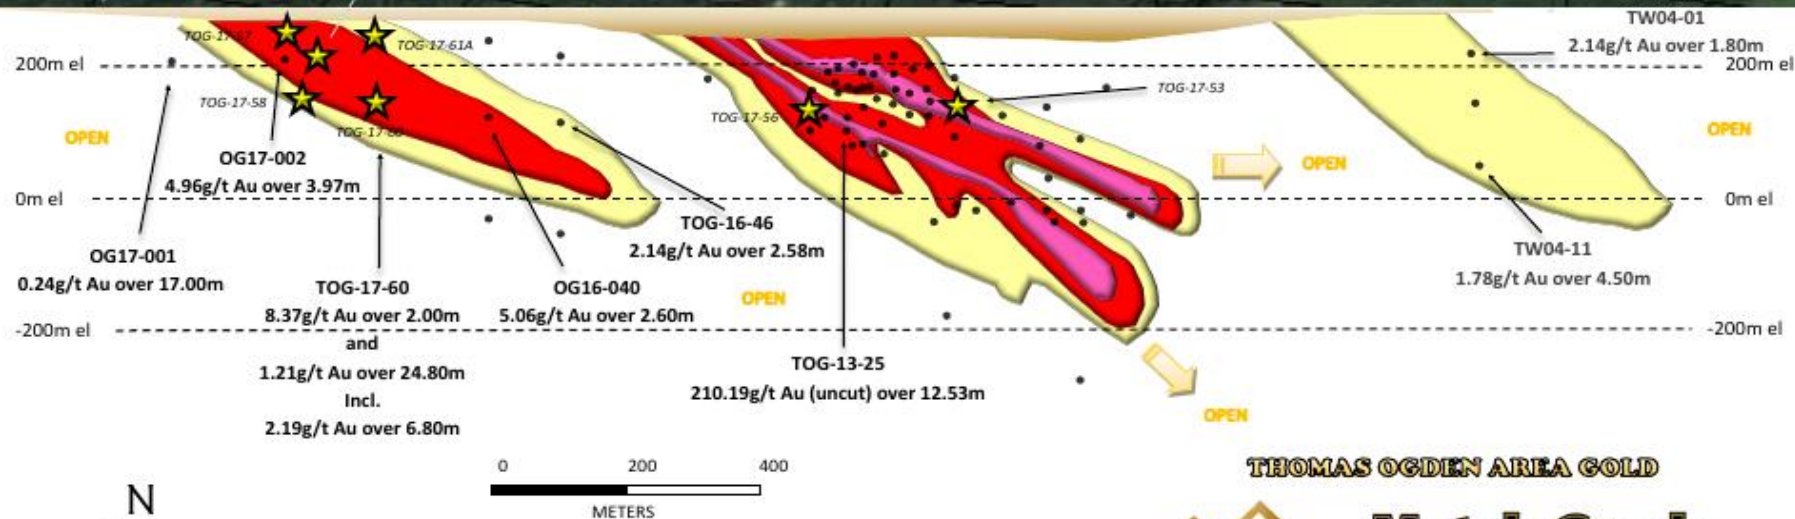 TOG-17-57
TOG-17-61A
TW04-01
2.14g/t Au over 1.80m
200m el
200m el
TOG-17-58
TOG-17-53
TOG-17-56
OPEN
OPEN
OG17-002
4.96g/t Au over 3.97m
OPEN
0m el
0m el
TOG-16-46
2.14g/t Au over 2.58m
OG17-001
0.24g/t Au over 17.00m
TW04-11
1.78g/t Au over 4.50m
TOG-17-60
8.37g/t Au over 2.00m
and
1.21g/t Au over 24.80m
Incl.
2.19g/t Au over 6.80m
OG16-040
5.06g/t Au over 2.60m
OPEN
-200m el
-200m el
TOG-13-25
210.19g/t Au (uncut) over 12.53m
OPEN
0 200 400
METERS
N
THOMAS OGDEN AREA GOLD